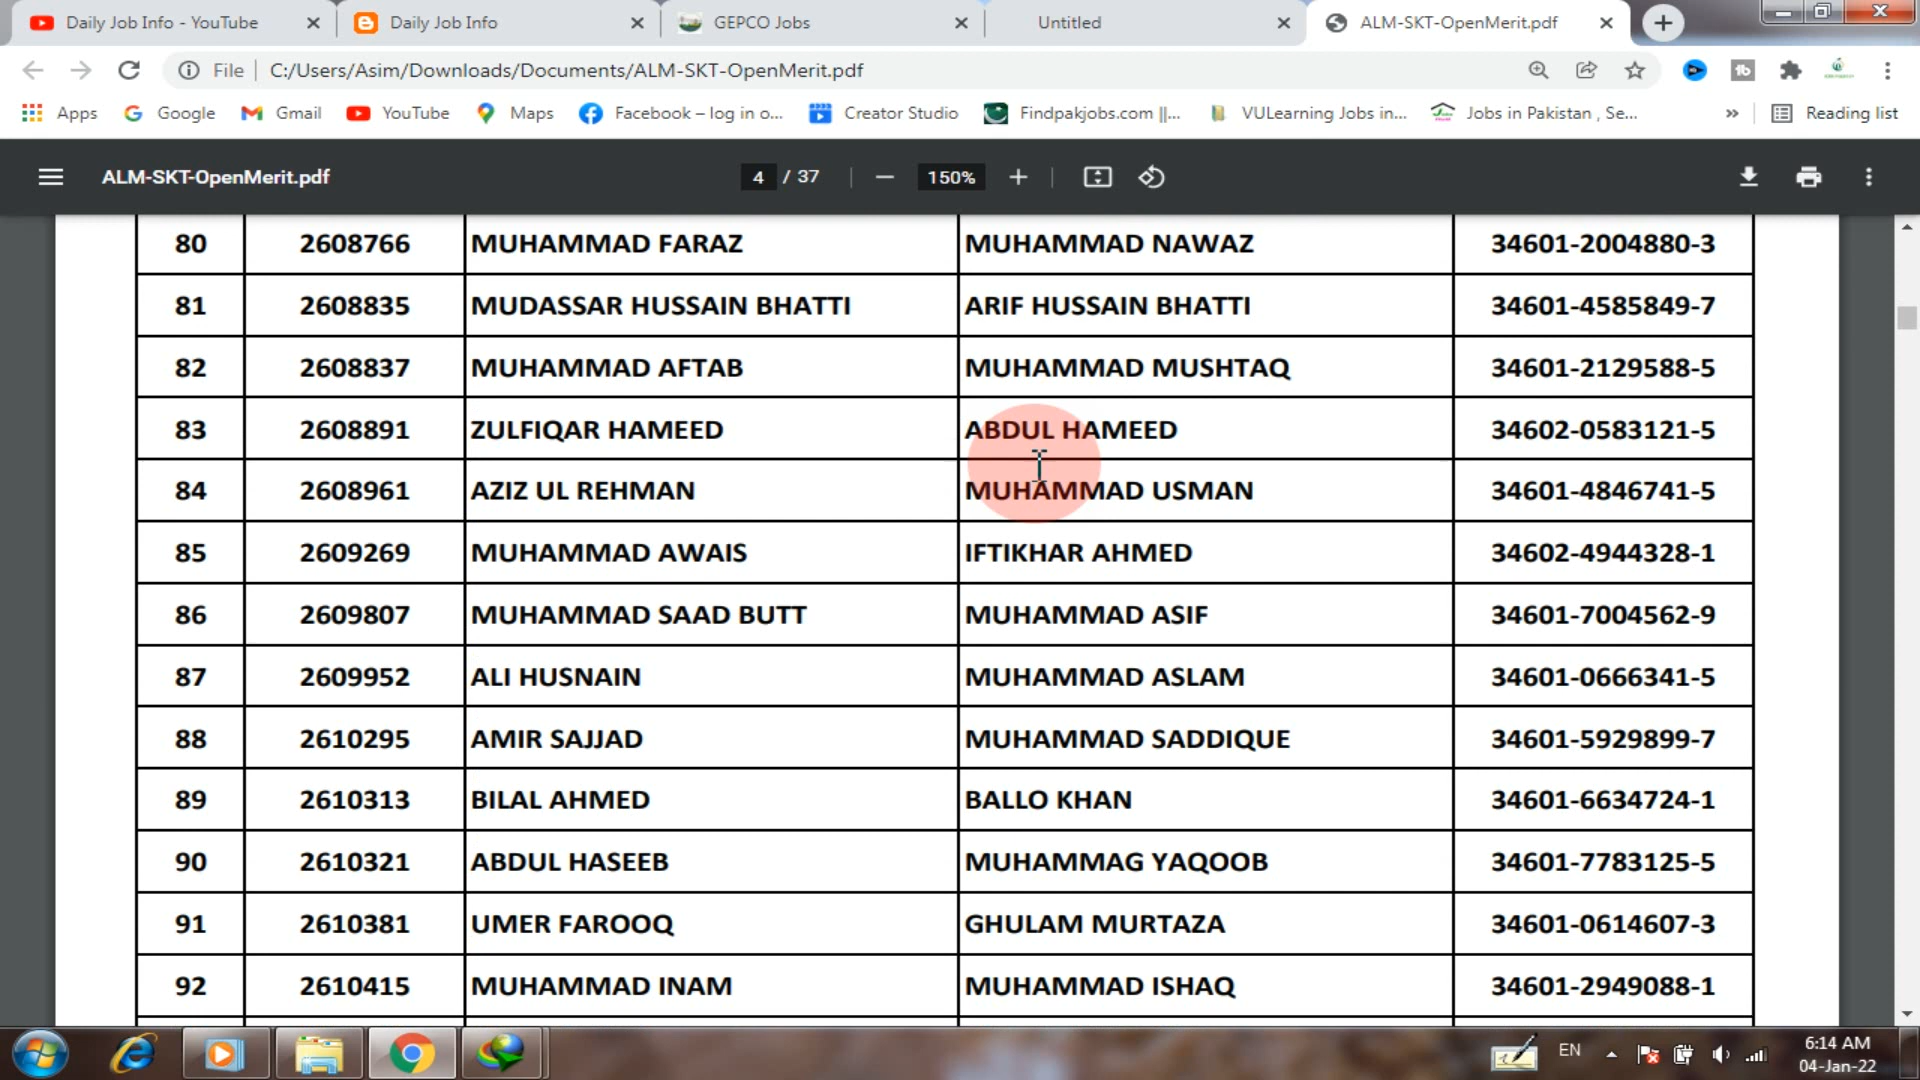 Daily Job Info - YouTube
Daily Job Info
GEPCO Jobs
Untitled
ALM-SKT-OpenMerit.pdf
File
C:/Users/Asim/Downloads/Documents/ALM-SKT-OpenMerit.pdf
Apps
Google
Gmail
YouTube
Maps
Facebook – log in o...
Creator Studio
Findpakjobs.com ||...
VULearning Jobs in...
Jobs in Pakistan , Se...
»
Reading list
ALM-SKT-OpenMerit.pdf
4 / 37
150%
80 2608766 MUHAMMAD FARAZ MUHAMMAD NAWAZ 34601-2004880-3
81 2608835 MUDASSAR HUSSAIN BHATTI ARIF HUSSAIN BHATTI 34601-4585849-7
82 2608837 MUHAMMAD AFTAB MUHAMMAD MUSHTAQ 34601-2129588-5
83 2608891 ZULFIQAR HAMEED ABDUL HAMEED 34602-0583121-5
84 2608961 AZIZ UL REHMAN MUHAMMAD USMAN 34601-4846741-5
85 2609269 MUHAMMAD AWAIS IFTIKHAR AHMED 34602-4944328-1
86 2609807 MUHAMMAD SAAD BUTT MUHAMMAD ASIF 34601-7004562-9
87 2609952 ALI HUSNAIN MUHAMMAD ASLAM 34601-0666341-5
88 2610295 AMIR SAJJAD MUHAMMAD SADDIQUE 34601-5929899-7
89 2610313 BILAL AHMED BALLO KHAN 34601-6634724-1
90 2610321 ABDUL HASEEB MUHAMMAG YAQOOB 34601-7783125-5
91 2610381 UMER FAROOQ GHULAM MURTAZA 34601-0614607-3
92 2610415 MUHAMMAD INAM MUHAMMAD ISHAQ 34601-2949088-1
EN
6:14 AM
04-Jan-22